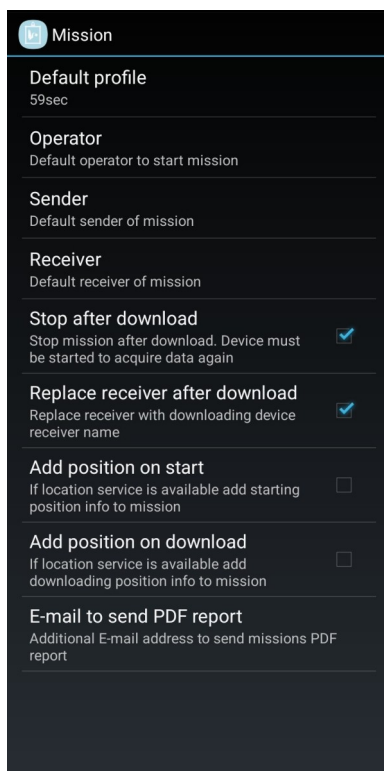 Mission
Default profile
59sec
Operator
Default operator to start mission
Sender
Default sender of mission
Receiver
Default receiver of mission
Stop after download
Stop mission after download. Device must
be started to acquire data again
Replace receiver after download
Replace receiver with downloading device
receiver name
Add position on start
If location service is available add starting
position info to mission
Add position on download
If location service is available add
downloading position info to mission
E-mail to send PDF report
Additional E-mail address to send missions PDF
report